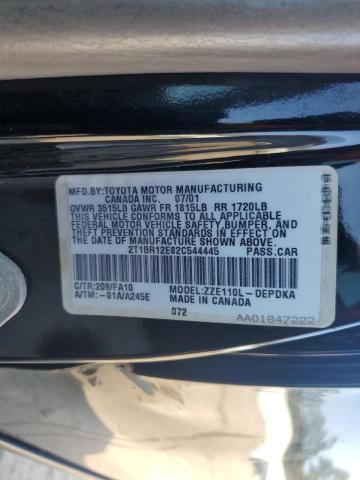 MFD.BY:TOYOTA MOTOR MANUFACTURING
CANADA INC. 07/01
GVWR 3515LB GAWR FR 1815LB RR 1720LB
THIS VEHICLE CONFORMS TO ALL APPLICABLE
FEDERAL MOTOR VEHICLE SAFETY,BUMPER, AND
THEFT PREVENTION STANDARDS IN EFFECT ON
THE DATE OF MANUFACTURE SHOWN ABOVE.
2T1BR12E82C544445 PASS.CAR
C/TR:209/FA10 MODEL:ZZE110L-DEPDKA
A/TM:-01A/A245E MADE IN CANADA
072 AA01847222